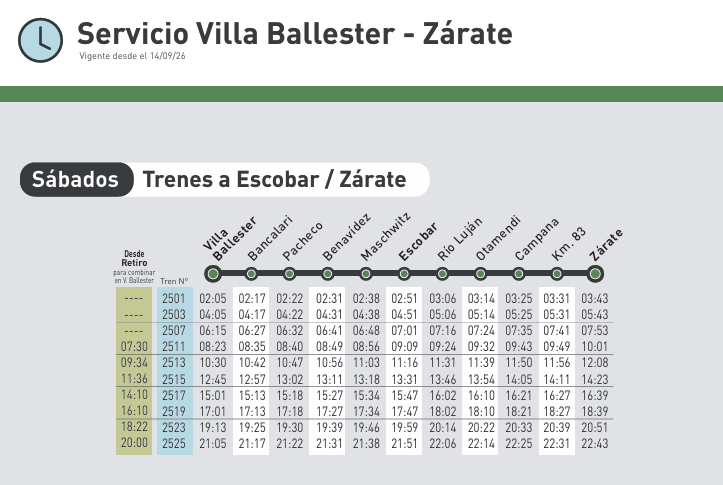 Servicio Villa Ballester - Zárate
Vigente desde el 14/09/26
Sábados Trenes a Escobar / Zárate
Desde
Retiro
para combinar
en V. Ballester
Tren N°
Villa
Ballester
Bancalari
Pacheco
Benavídez
Maschwitz
Escobar
Río Luján
Otamendi
Campana
Km. 83
Zárate
---- 2501 02:05 02:17 02:22 02:31 02:38 02:51 03:06 03:14 03:25 03:31 03:43
---- 2503 04:05 04:17 04:22 04:31 04:38 04:51 05:06 05:14 05:25 05:31 05:43
---- 2507 06:15 06:27 06:32 06:41 06:48 07:01 07:16 07:24 07:35 07:41 07:53
07:30 2511 08:23 08:35 08:40 08:49 08:56 09:09 09:24 09:32 09:43 09:49 10:01
09:34 2513 10:30 10:42 10:47 10:56 11:03 11:16 11:31 11:39 11:50 11:56 12:08
11:36 2515 12:45 12:57 13:02 13:11 13:18 13:31 13:46 13:54 14:05 14:11 14:23
14:10 2517 15:01 15:13 15:18 15:27 15:34 15:47 16:02 16:10 16:21 16:27 16:39
16:10 2519 17:01 17:13 17:18 17:27 17:34 17:47 18:02 18:10 18:21 18:27 18:39
18:22 2523 19:13 19:25 19:30 19:39 19:46 19:59 20:14 20:22 20:33 20:39 20:51
20:00 2525 21:05 21:17 21:22 21:31 21:38 21:51 22:06 22:14 22:25 22:31 22:43